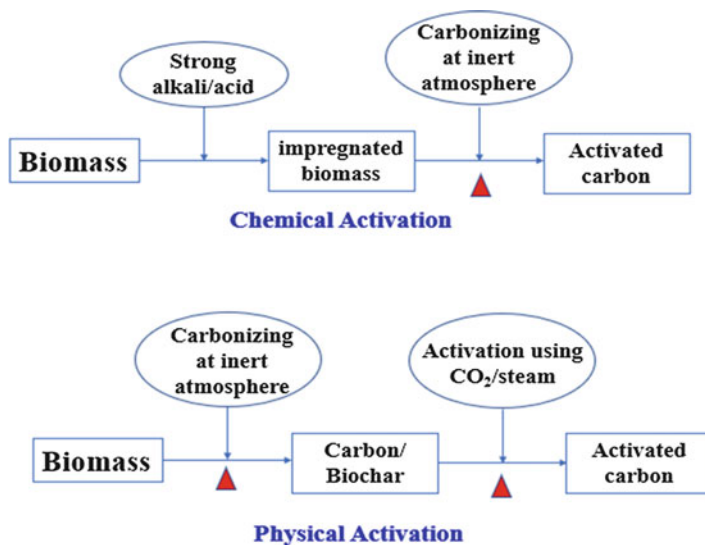 Strong
alkali/acid
Carbonizing
at inert
atmosphere
Biomass
impregnated
biomass
Activated
carbon
Chemical Activation
Carbonizing
at inert
atmosphere
Activation using
CO₂/steam
Biomass
Carbon/
Biochar
Activated
carbon
Physical Activation